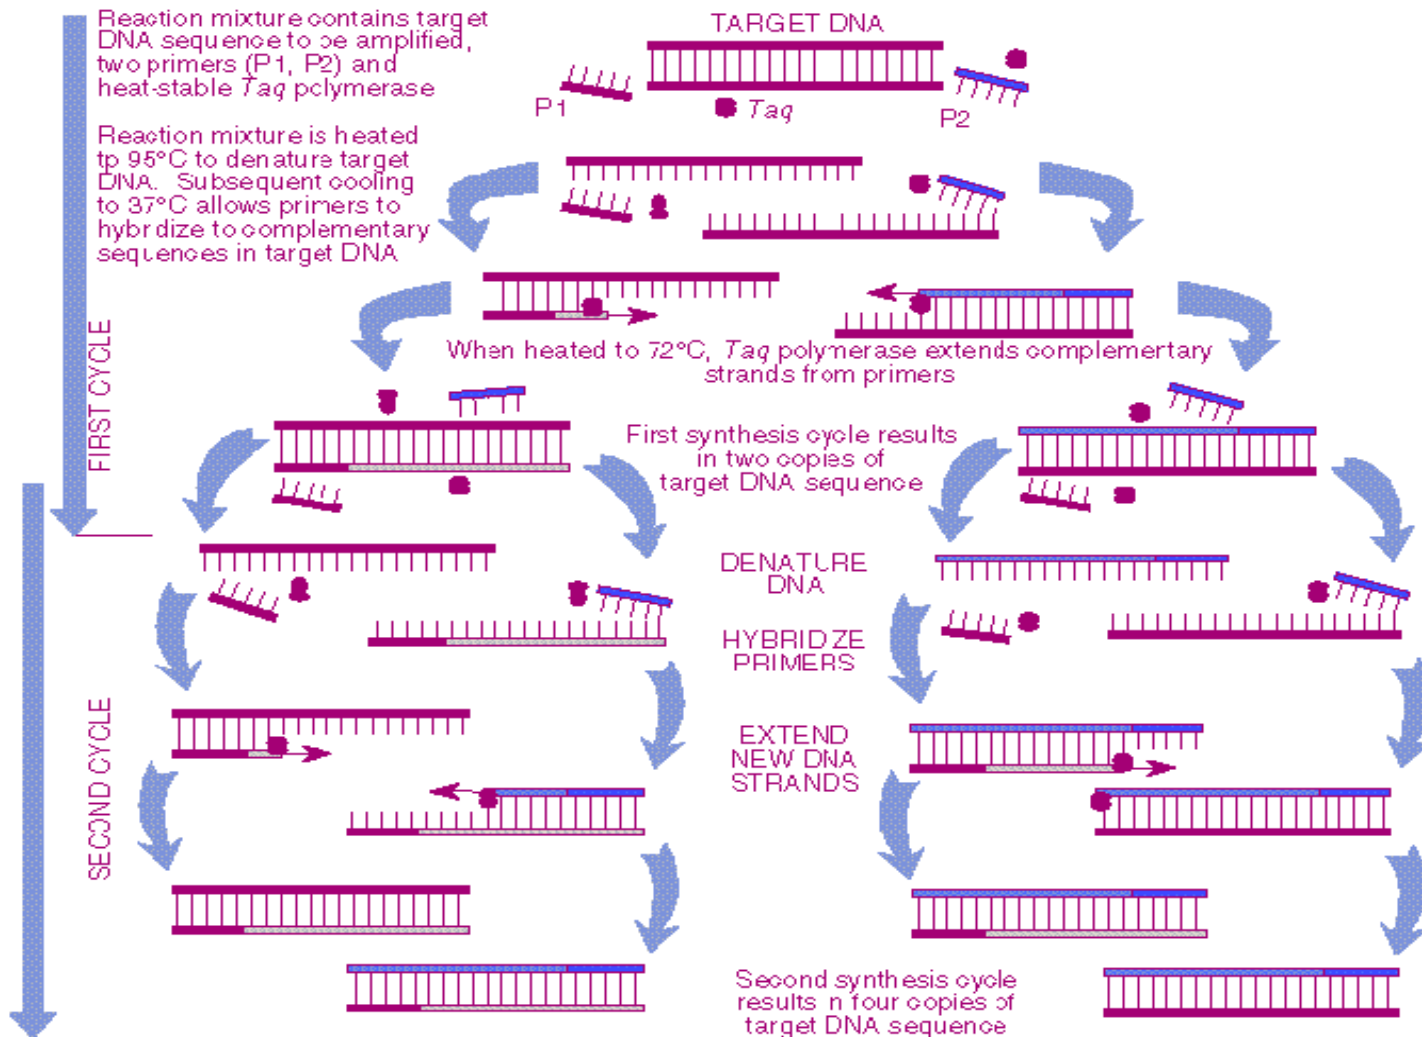 Reaction mixture contains target
DNA sequence to be amplified,
two primers (P1, P2) and
heat-stable Taq polymerase
TARGET DNA
P1
Taq
P2
Reaction mixture is heated
tp 95°C to denature target
DNA. Subsequent cooling
to 37°C allows primers to
hybridize to complementary
sequences in target DNA
When heated to 72°C, Taq polymerase extends complementary
strands from primers
FIRST CYCLE
First synthesis cycle results
in two copies of
target DNA sequence
DENATURE
DNA
HYBRIDZE
PRIMERS
SECOND CYCLE
EXTEND
NEW DNA
STRANDS
Second synthesis cycle
results in four copies of
target DNA sequence